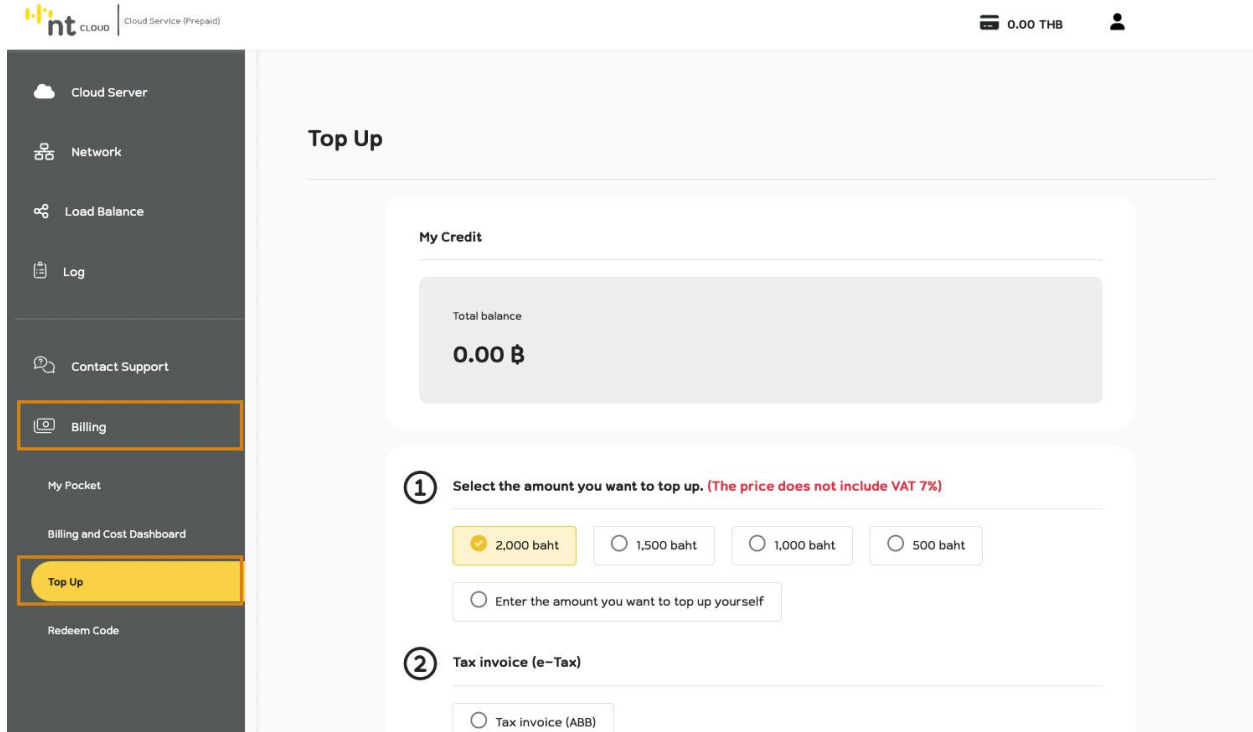 nt CLOUD Cloud Service (Prepaid)
0.00 THB
Cloud Server
Network
Load Balance
Log
Contact Support
Billing
My Pocket
Billing and Cost Dashboard
Top Up
Redeem Code
Top Up
My Credit
Total balance
0.00 ฿
1 Select the amount you want to top up. (The price does not include VAT 7%)
2,000 baht 1,500 baht 1,000 baht 500 baht
Enter the amount you want to top up yourself
2 Tax invoice (e-Tax)
Tax invoice (ABB)